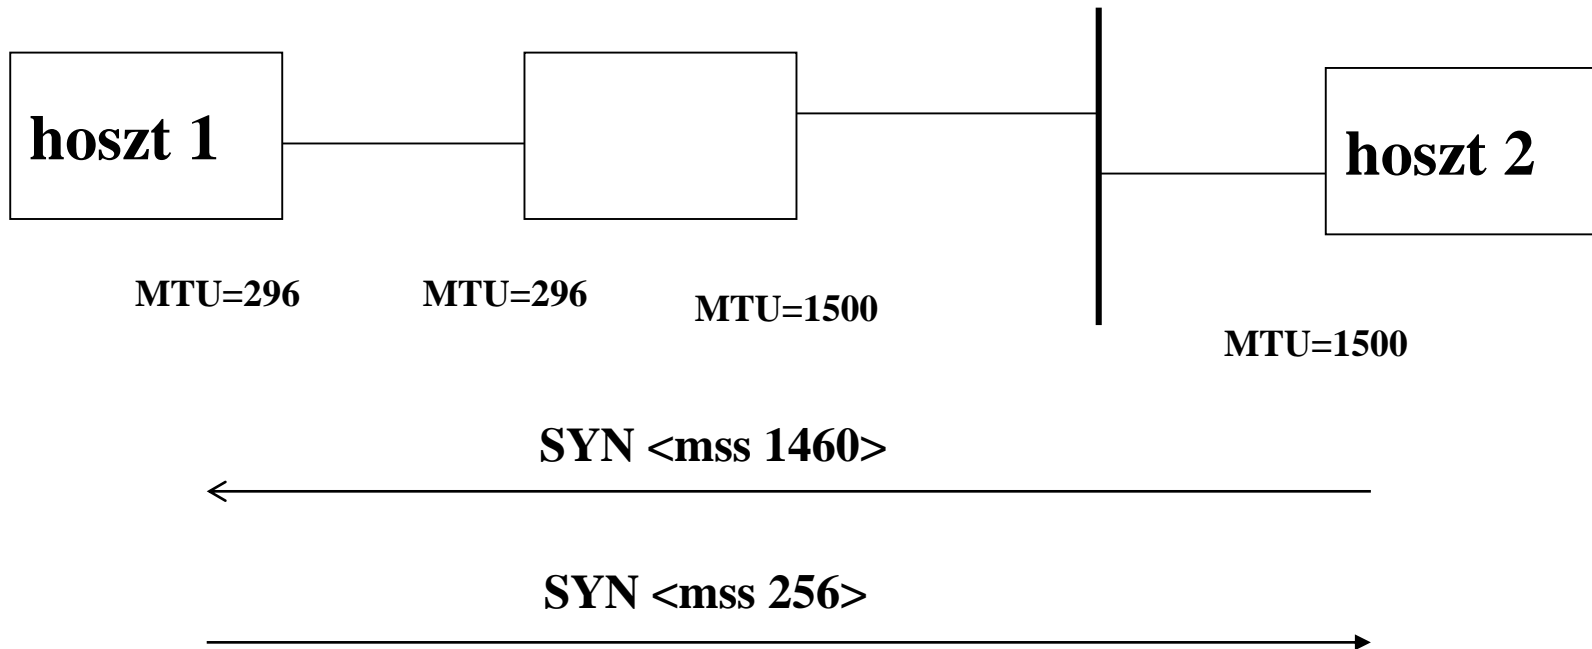 hoszt 1
hoszt 2
MTU=296
MTU=296
MTU=1500
MTU=1500
SYN <mss 1460>
SYN <mss 256>